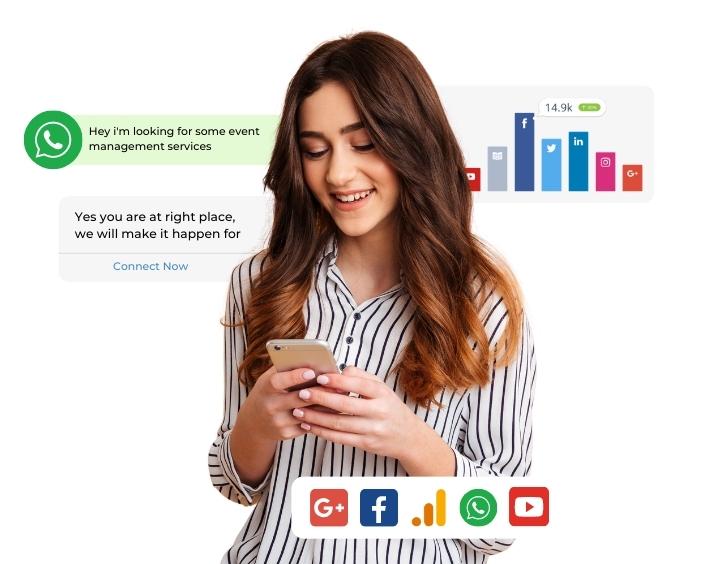 Hey i'm looking for some event
management services
14.9k
Yes you are at right place,
we will make it happen for
Connect Now